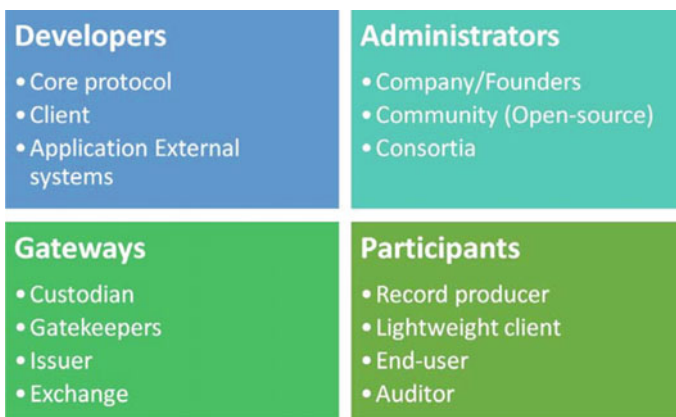 Developers
• Core protocol
• Client
• Application External
systems
Administrators
• Company/Founders
• Community (Open-source)
• Consortia
Gateways
• Custodian
• Gatekeepers
• Issuer
• Exchange
Participants
• Record producer
• Lightweight client
• End-user
• Auditor